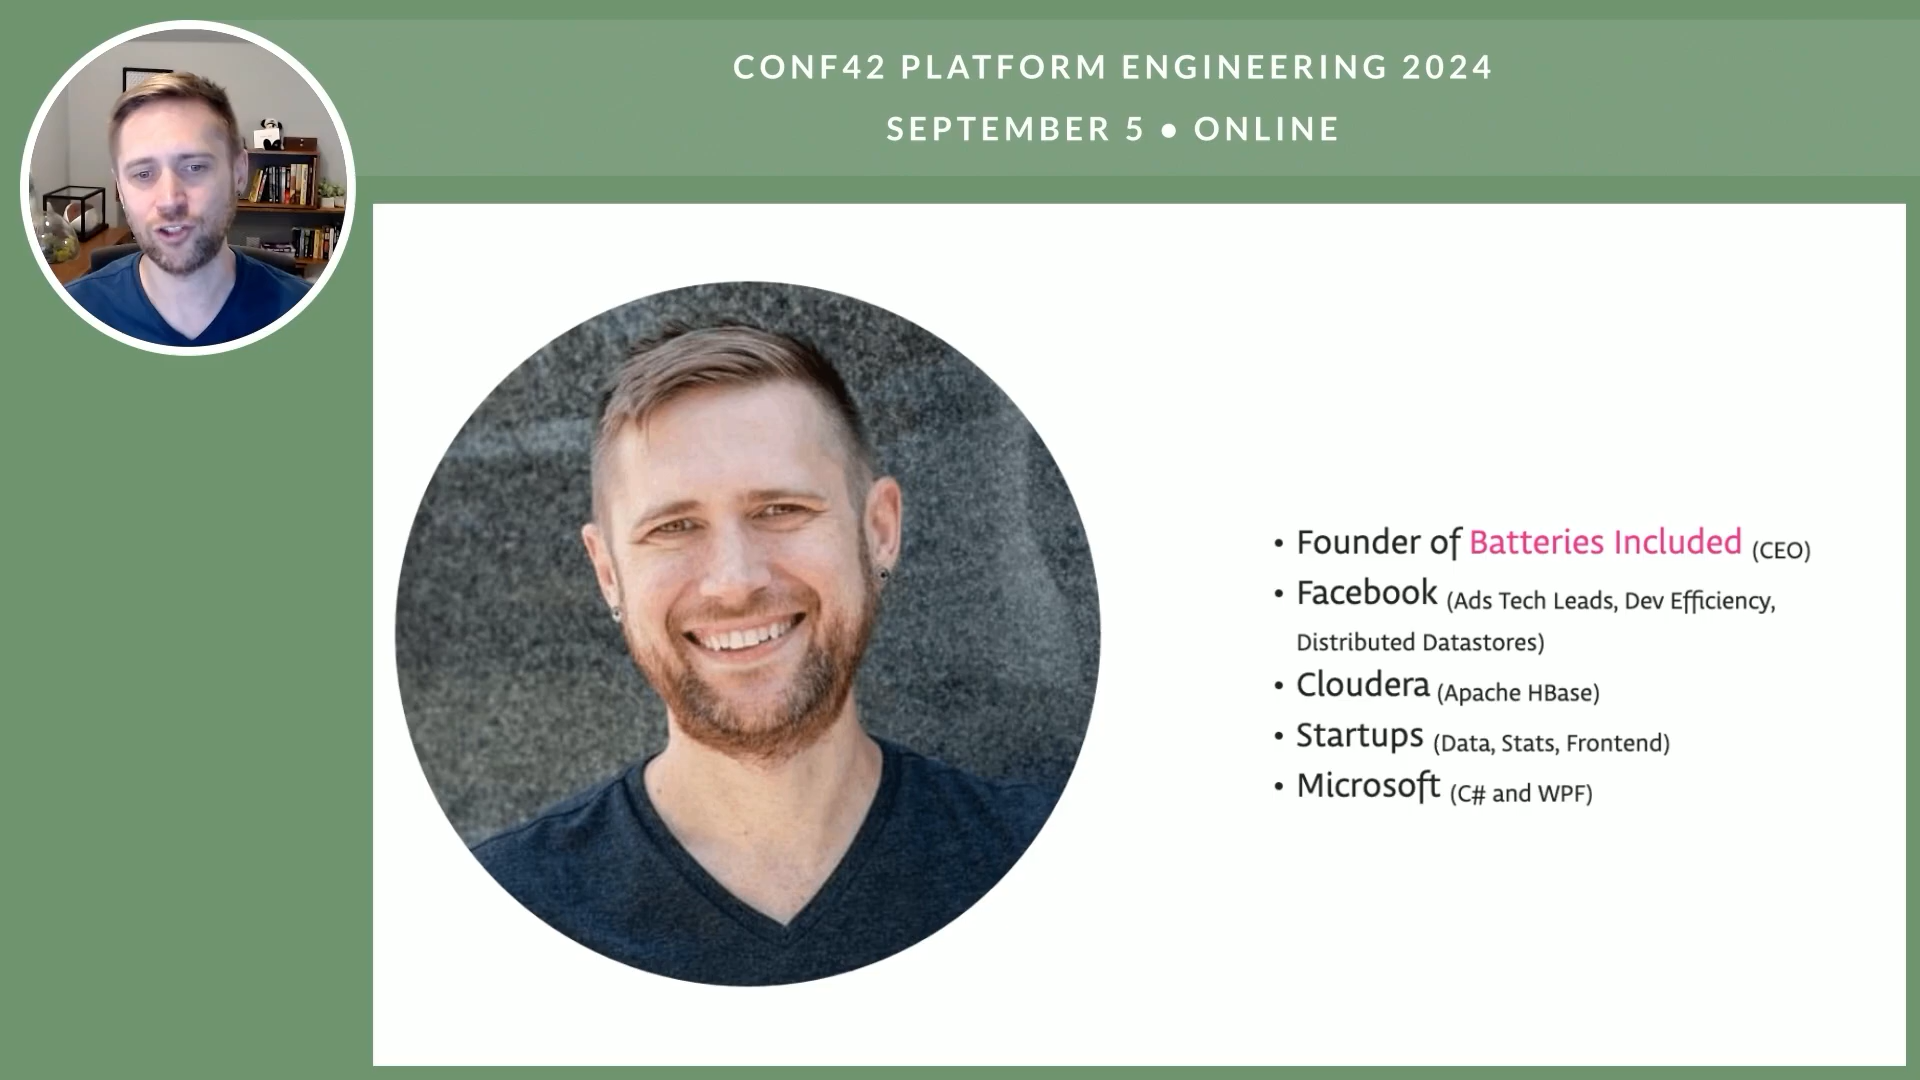 CONF42 PLATFORM ENGINEERING 2024
SEPTEMBER 5 ● ONLINE
• Founder of Batteries Included (CEO)
• Facebook (Ads Tech Leads, Dev Efficiency,
Distributed Datastores)
• Cloudera (Apache HBase)
• Startups (Data, Stats, Frontend)
• Microsoft (C# and WPF)